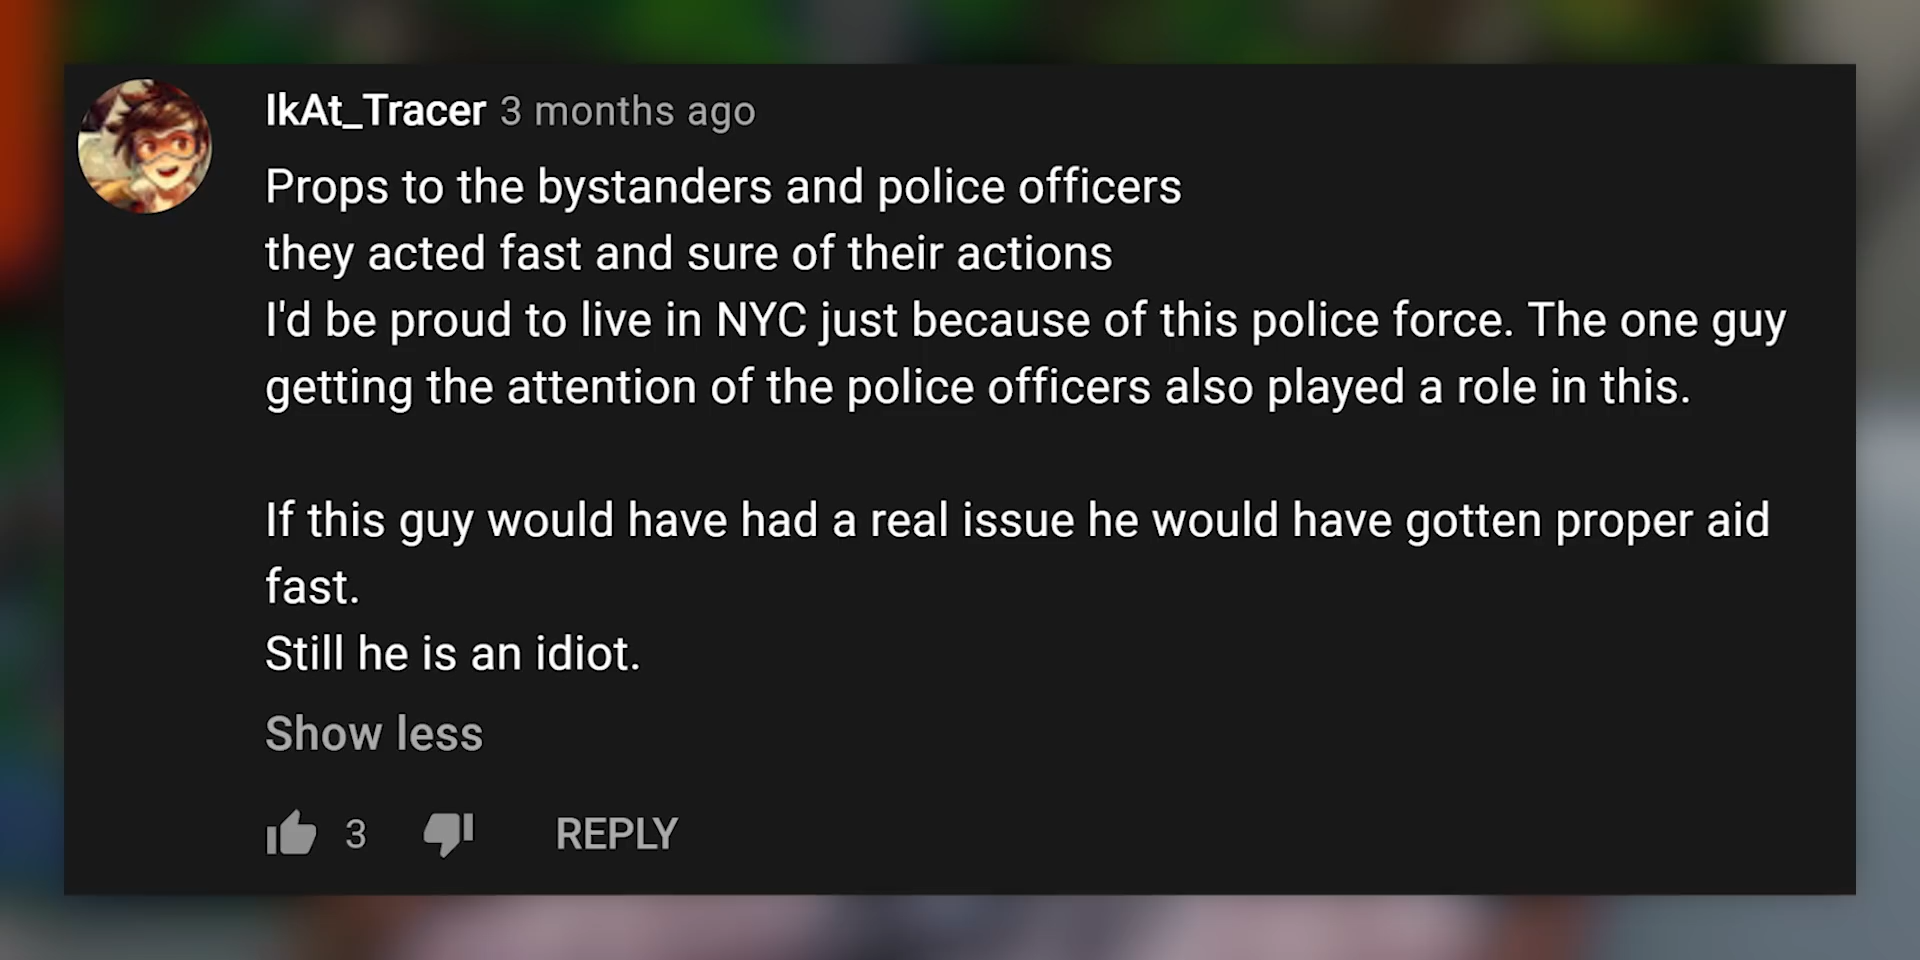 IkAt_Tracer 3 months ago
Props to the bystanders and police officers
they acted fast and sure of their actions
I'd be proud to live in NYC just because of this police force. The one guy
getting the attention of the police officers also played a role in this.
If this guy would have had a real issue he would have gotten proper aid
fast.
Still he is an idiot.
Show less
3 REPLY